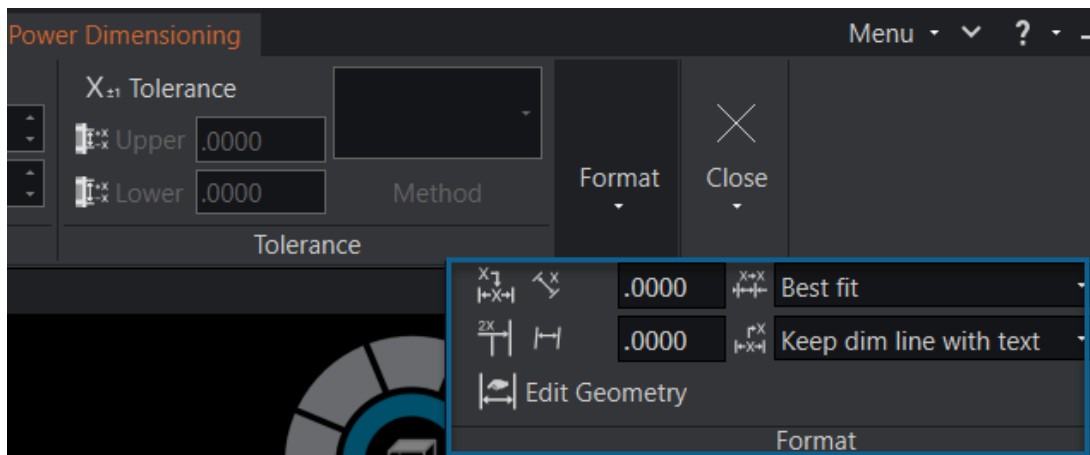 Power Dimensioning
Menu
?
X±1 Tolerance
Upper .0000
Lower .0000
Method
Tolerance
Format
Close
.0000
Best fit
.0000
Keep dim line with text
Edit Geometry
Format